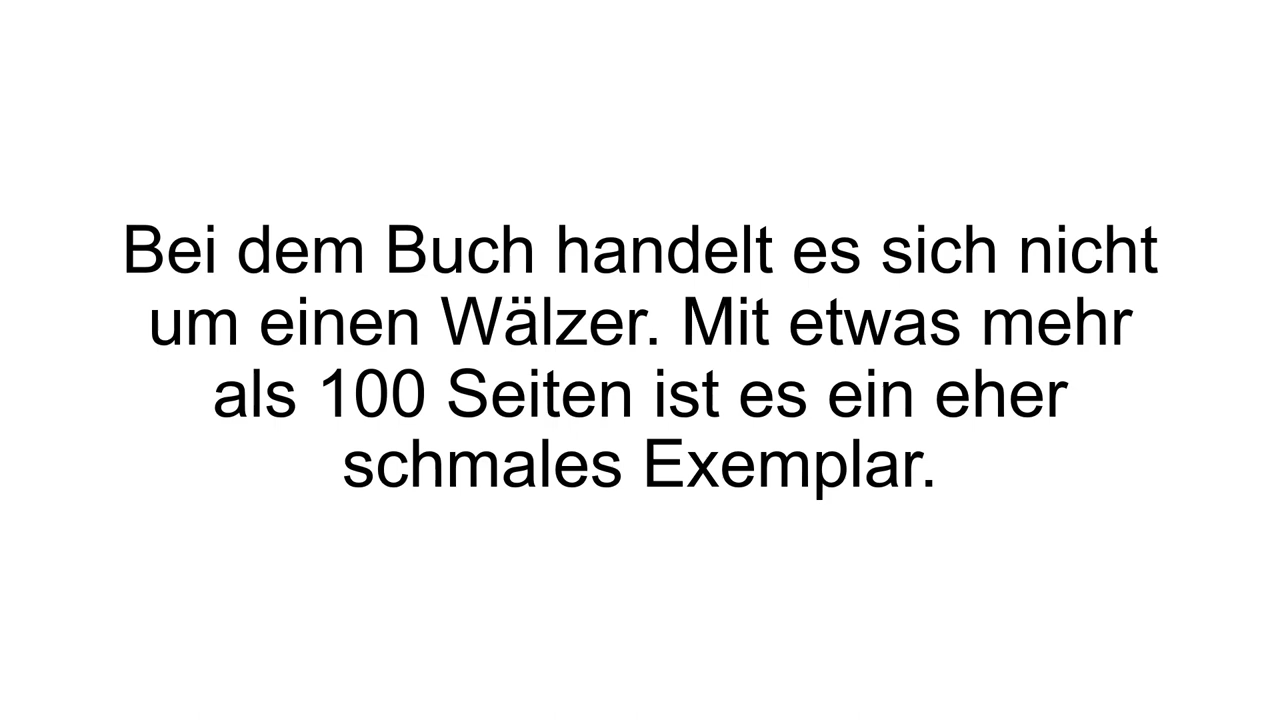 Bei dem Buch handelt es sich nicht
um einen Wälzer. Mit etwas mehr
als 100 Seiten ist es ein eher
schmales Exemplar.